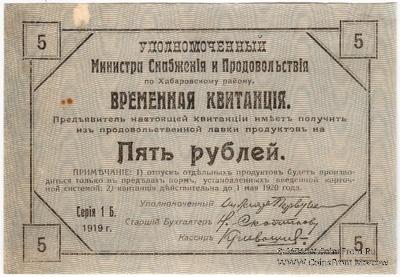 5 5
УПОЛНОМОЧЕННЫЙ
Министра Снабженія и Продовольствія
по Хабаровскому району.
ВРЕМЕННАЯ КВИТАНЦІЯ.
Предъявитель настоящей квитанціи имѣетъ получить
изъ продовольственной лавки продуктовъ на
Пять рублей.
ПРИМѢЧАНІЕ: 1) отпускъ отдѣльныхъ продуктовъ будетъ произво-
диться только въ предѣлахъ нормъ, установленныхъ введенной карточ-
ной системой; 2) квитанція дѣйствительна до 1 мая 1920 года.
Серія 1 Б.
1919 г.
Уполномоченный
Старшій Бухгалтеръ
Кассиръ
5 5